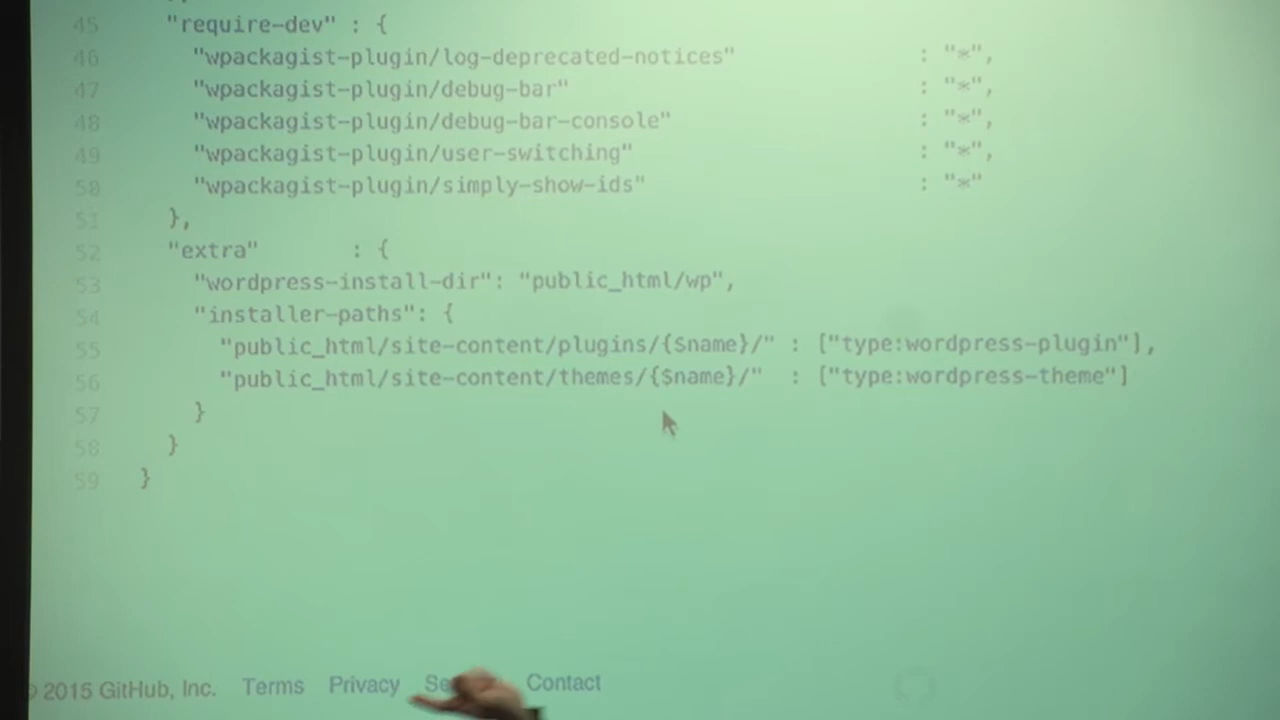 45 "require-dev" : {
46 "wpackagist-plugin/log-deprecated-notices" : "*",
47 "wpackagist-plugin/debug-bar" : "*",
48 "wpackagist-plugin/debug-bar-console" : "*",
49 "wpackagist-plugin/user-switching" : "*",
50 "wpackagist-plugin/simply-show-ids" : "*"
51 },
52 "extra" : {
53 "wordpress-install-dir": "public_html/wp",
54 "installer-paths": {
55 "public_html/site-content/plugins/{$name}/" : ["type:wordpress-plugin"],
56 "public_html/site-content/themes/{$name}/" : ["type:wordpress-theme"]
57 }
58 }
59 }
© 2015 GitHub, Inc. Terms Privacy Contact